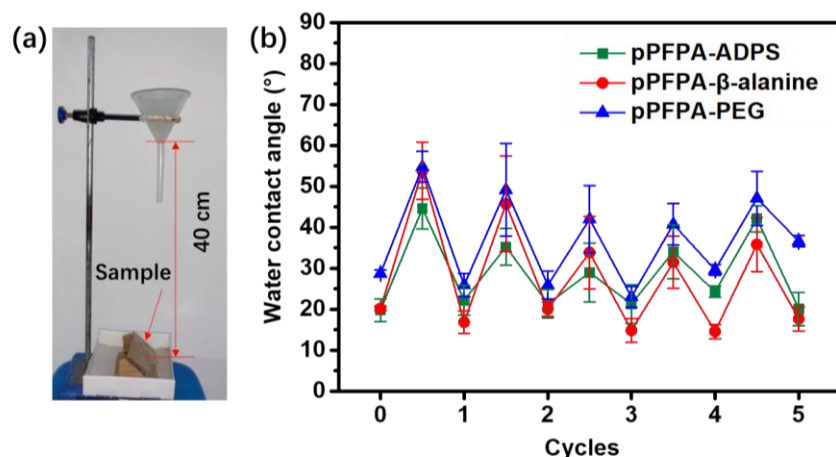 (a)
40 cm
Sample
(b)
Water contact angle (°)
90
80
70
60
50
40
30
20
10
0
pPFPA-ADPS
pPFPA-β-alanine
pPFPA-PEG
0 1 2 3 4 5
Cycles